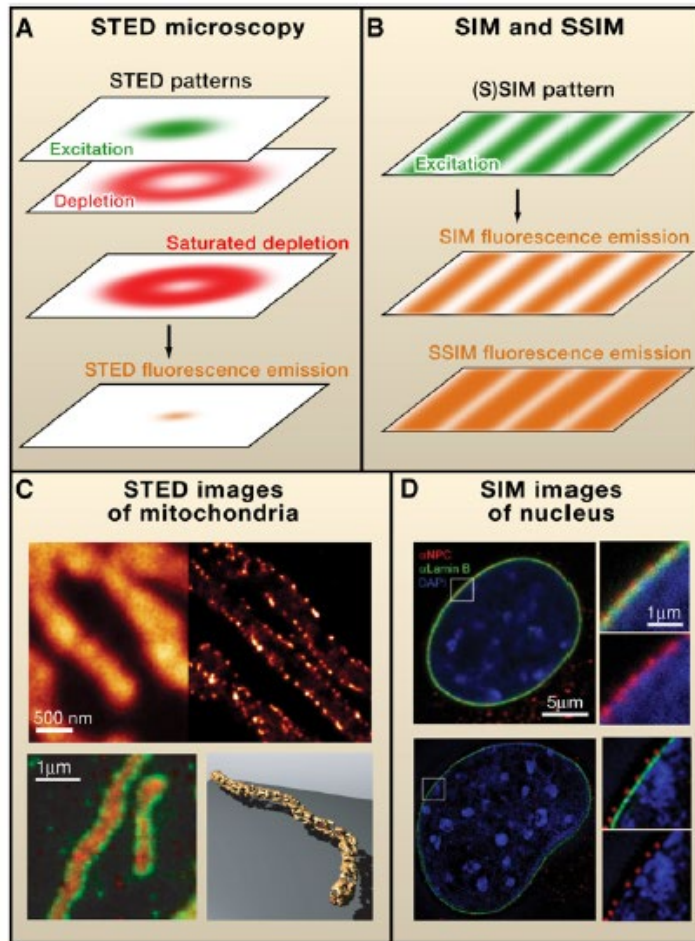 A
STED microscopy
STED patterns
Excitation
Depletion
Saturated depletion
STED fluorescence emission
B
SIM and SSIM
(S)SIM pattern
Excitation
SIM fluorescence emission
SSIM fluorescence emission
C
STED images
of mitochondria
500 nm
1μm
D
SIM images
of nucleus
αNPC
αLamin B
DAPI
5μm
1μm